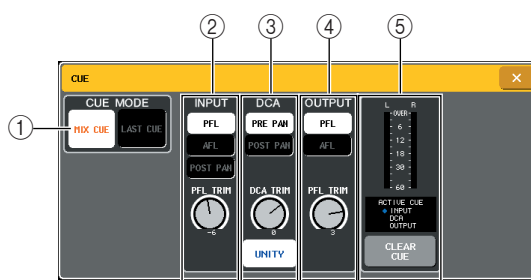 ② ③ ④ ⑤
CUE ×
CUE MODE INPUT DCA OUTPUT L R
① MIX CUE LAST CUE PFL PRE PAN PFL OVER
AFL POST PAN AFL 6
POST PAN 12
18
30
60
PFL TRIM DCA TRIM PFL TRIM
ACTIVE CUE
INPUT
DCA
OUTPUT
-6 0 3
UNITY CLEAR
CUE